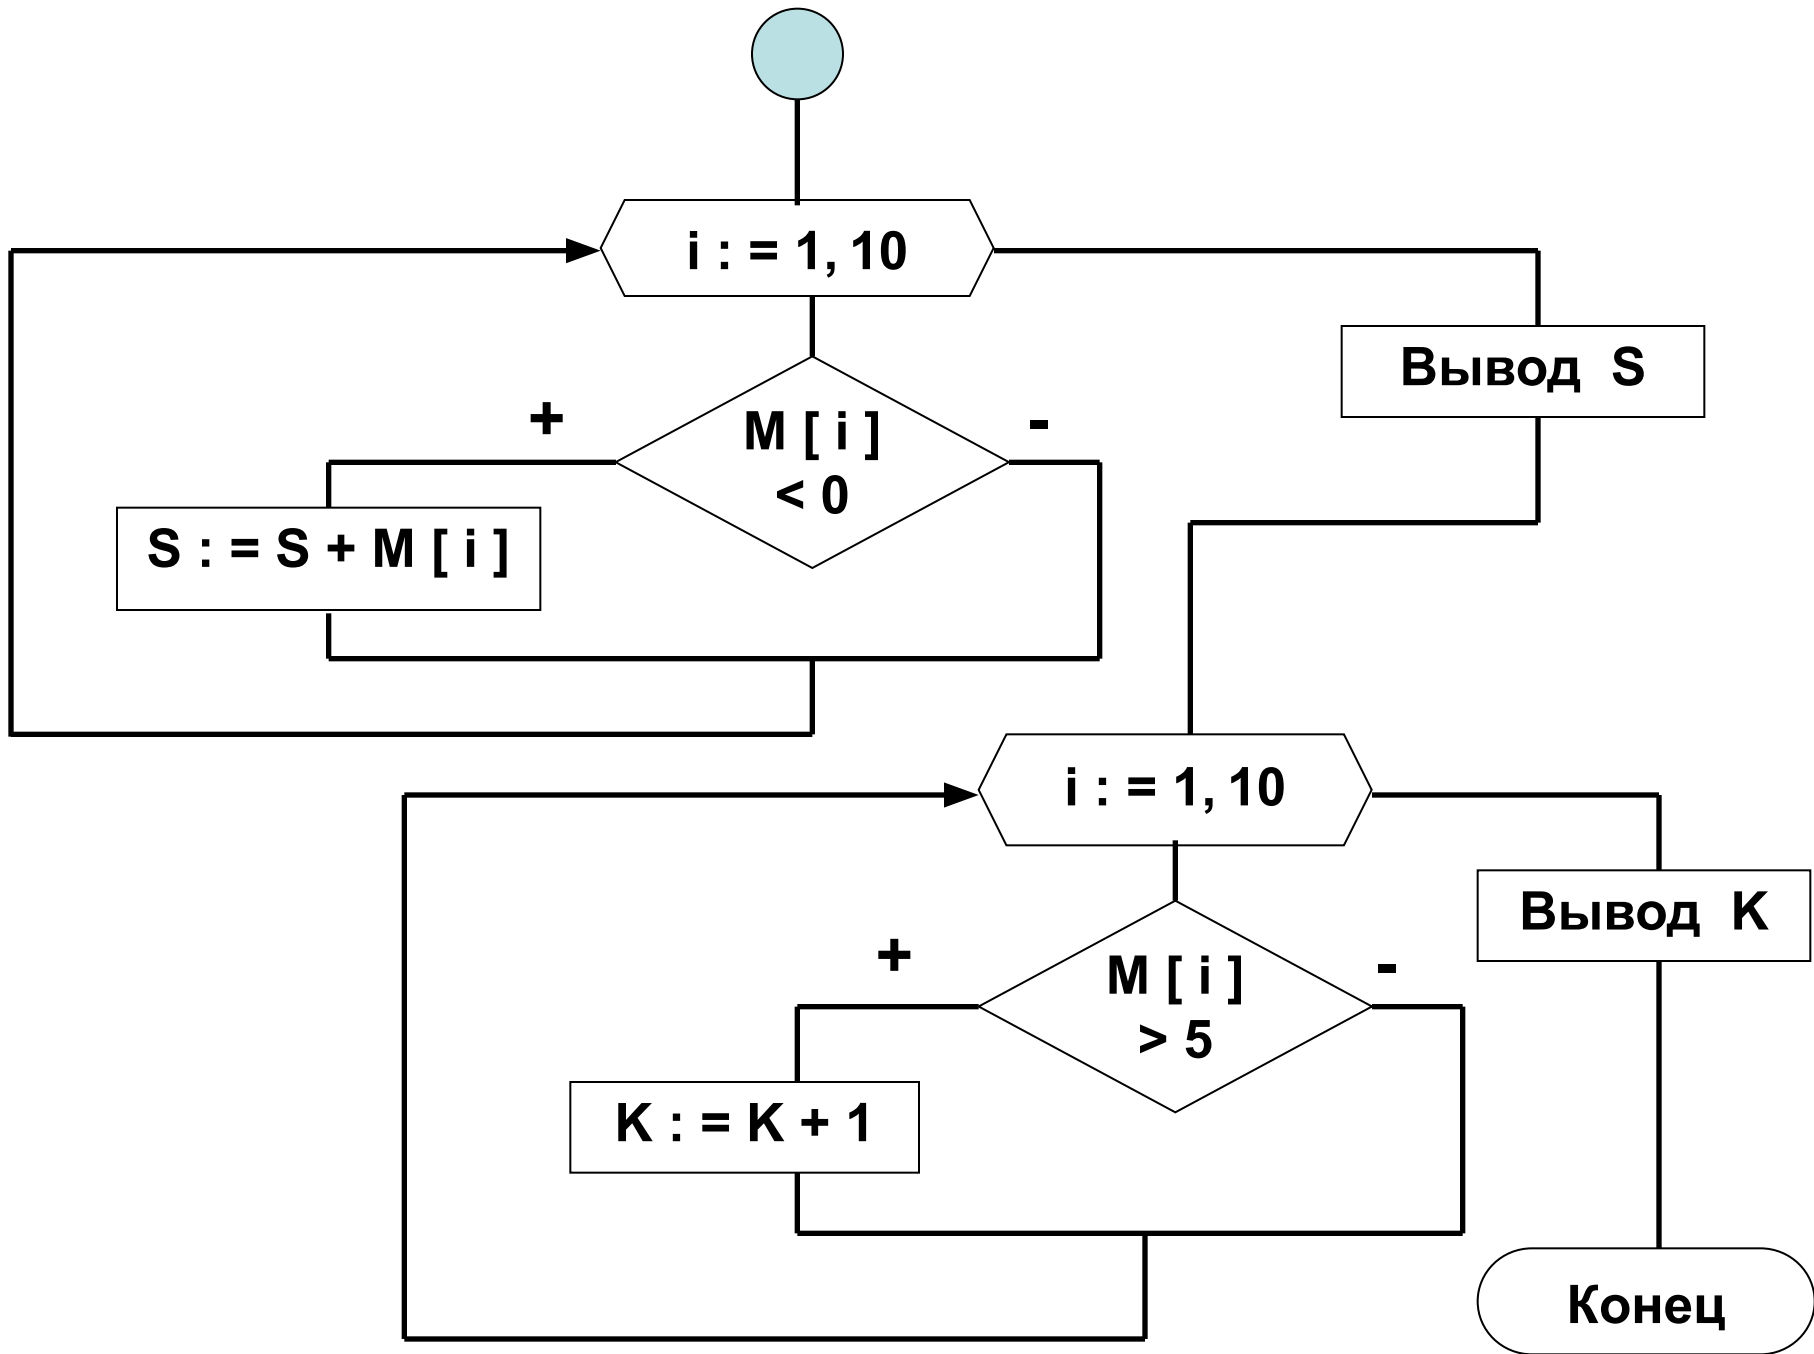 i : = 1, 10
Вывод S
+
-
M [ i ]
< 0
S : = S + M [ i ]
i : = 1, 10
Вывод K
+
-
M [ i ]
> 5
K : = K + 1
Конец